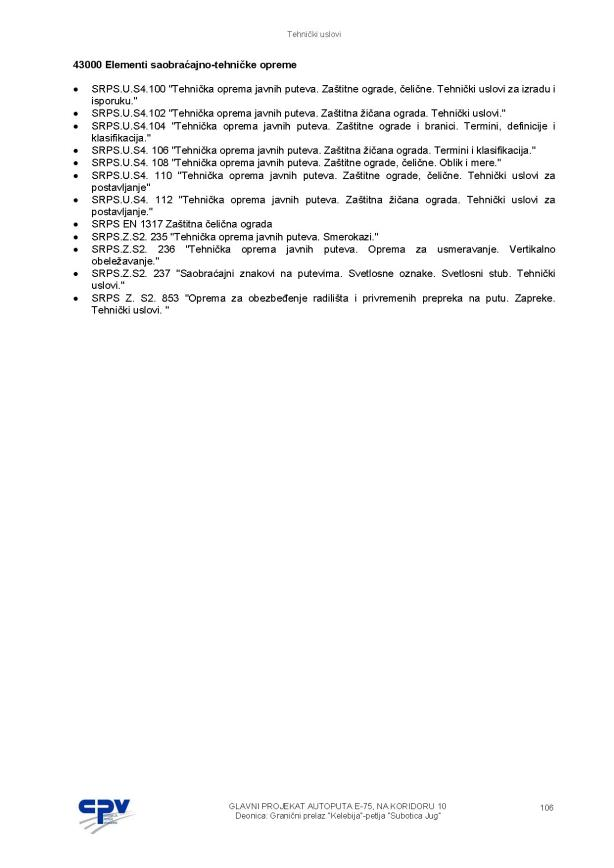 Tehnički uslovi
43000 Elementi saobraćajno-tehničke opreme
• SRPS.U.S4.100 "Tehnička oprema javnih puteva. Zaštitne ograde, čelične. Tehnički uslovi za izradu i
isporuku."
• SRPS.U.S4.102 "Tehnička oprema javnih puteva. Zaštitna žičana ograda. Tehnički uslovi."
• SRPS.U.S4.104 "Tehnička oprema javnih puteva. Zaštitne ograde i branici. Termini, definicije i
klasifikacija."
• SRPS.U.S4. 106 "Tehnička oprema javnih puteva. Zaštitna žičana ograda. Termini i klasifikacija."
• SRPS.U.S4. 108 "Tehnička oprema javnih puteva. Zaštitne ograde, čelične. Oblik i mere."
• SRPS.U.S4. 110 "Tehnička oprema javnih puteva. Zaštitne ograde, čelične. Tehnički uslovi za
postavljanje"
• SRPS.U.S4. 112 "Tehnička oprema javnih puteva. Zaštitna žičana ograda. Tehnički uslovi za
postavljanje."
• SRPS EN 1317 Zaštitna čelična ograda
• SRPS.Z.S2. 235 "Tehnička oprema javnih puteva. Smerokazi."
• SRPS.Z.S2. 236 "Tehnička oprema javnih puteva. Oprema za usmeravanje. Vertikalno
obeležavanje."
• SRPS.Z.S2. 237 "Saobraćajni znakovi na putevima. Svetlosne oznake. Svetlosni stub. Tehnički
uslovi."
• SRPS Z. S2. 853 "Oprema za obezbeđenje radilišta i privremenih prepreka na putu. Zapreke.
Tehnički uslovi. "
CPV
GLAVNI PROJEKAT AUTOPUTA E-75, NA KORIDORU 10
Deonica: Granični prelaz "Kelebija"-petlja "Subotica Jug"
106